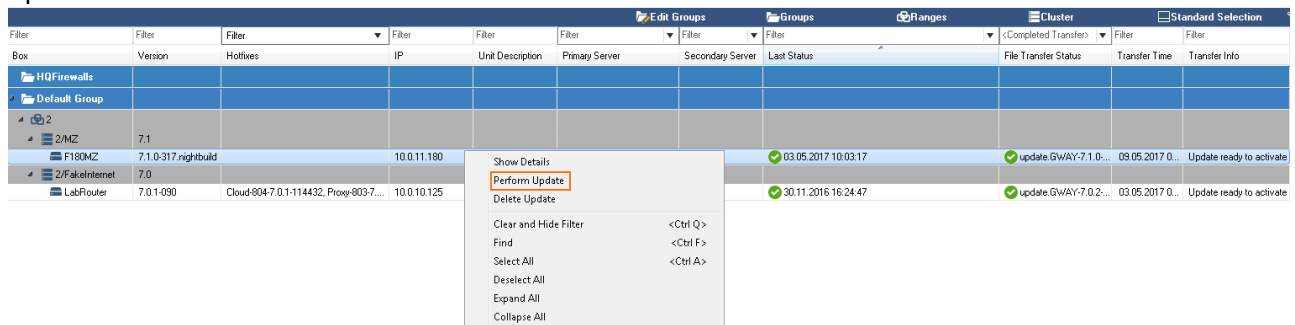 Edit Groups Groups Ranges Cluster Standard Selection
Filter Filter Filter Filter Filter Filter Filter Filter <Completed Transfer> Filter Filter
Box Version Hotfixes IP Unit Description Primary Server Secondary Server Last Status File Transfer Status Transfer Time Transfer Info
HQFirewalls
Default Group
2
2/MZ 7.1
F180MZ 7.1.0-317.nightbuild 10.0.11.180 03.05.2017 10:03:17 update.GWAY-7.1.0-... 09.05.2017 0... Update ready to activate
2/FakeInternet 7.0
LabRouter 7.0.1-090 Cloud-804-7.0.1-114432, Proxy-803-7.... 10.0.10.125 30.11.2016 16:24:47 update.GWAY-7.0.2-... 03.05.2017 0... Update ready to activate
Show Details
Perform Update
Delete Update
Clear and Hide Filter <Ctrl Q>
Find <Ctrl F>
Select All <Ctrl A>
Deselect All
Expand All
Collapse All